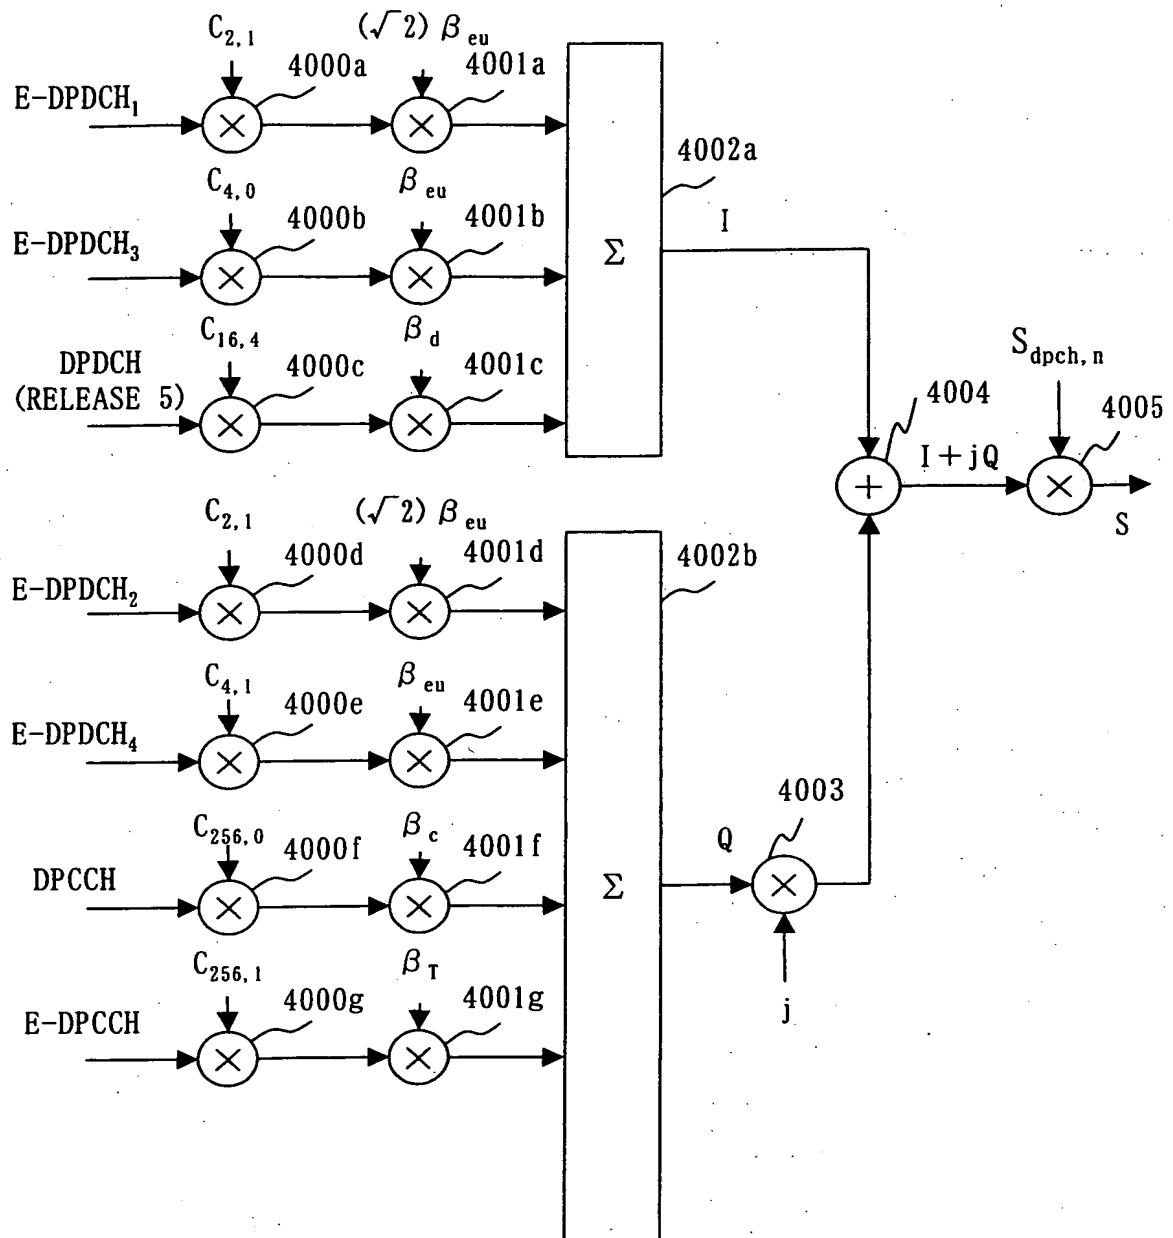 C2,1
(√2) βeu
4000a
4001a
E-DPDCH1
4002a
C4,0
βeu
4000b
4001b
I
E-DPDCH3
Σ
C16,4
βd
DPDCH
(RELEASE 5)
4000c
4001c
Sdpch,n
4004
4005
I+jQ
S
C2,1
(√2) βeu
4000d
4001d
4002b
E-DPDCH2
C4,1
βeu
4000e
4001e
E-DPDCH4
4003
C256,0
βc
4000f
4001f
Q
DPCCH
Σ
C256,1
βT
4000g
4001g
j
E-DPCCH